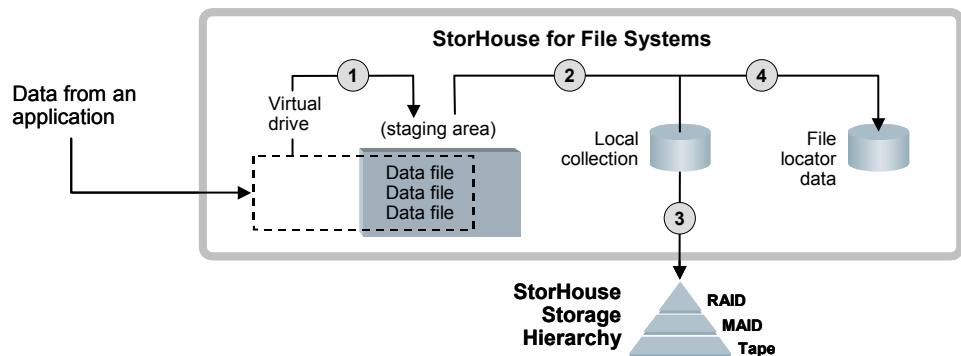 StorHouse for File Systems
1
2
4
Data from an
application
Virtual
drive
(staging area)
Local
collection
File
locator
data
Data file
Data file
Data file
3
StorHouse
Storage
Hierarchy
RAID
MAID
Tape